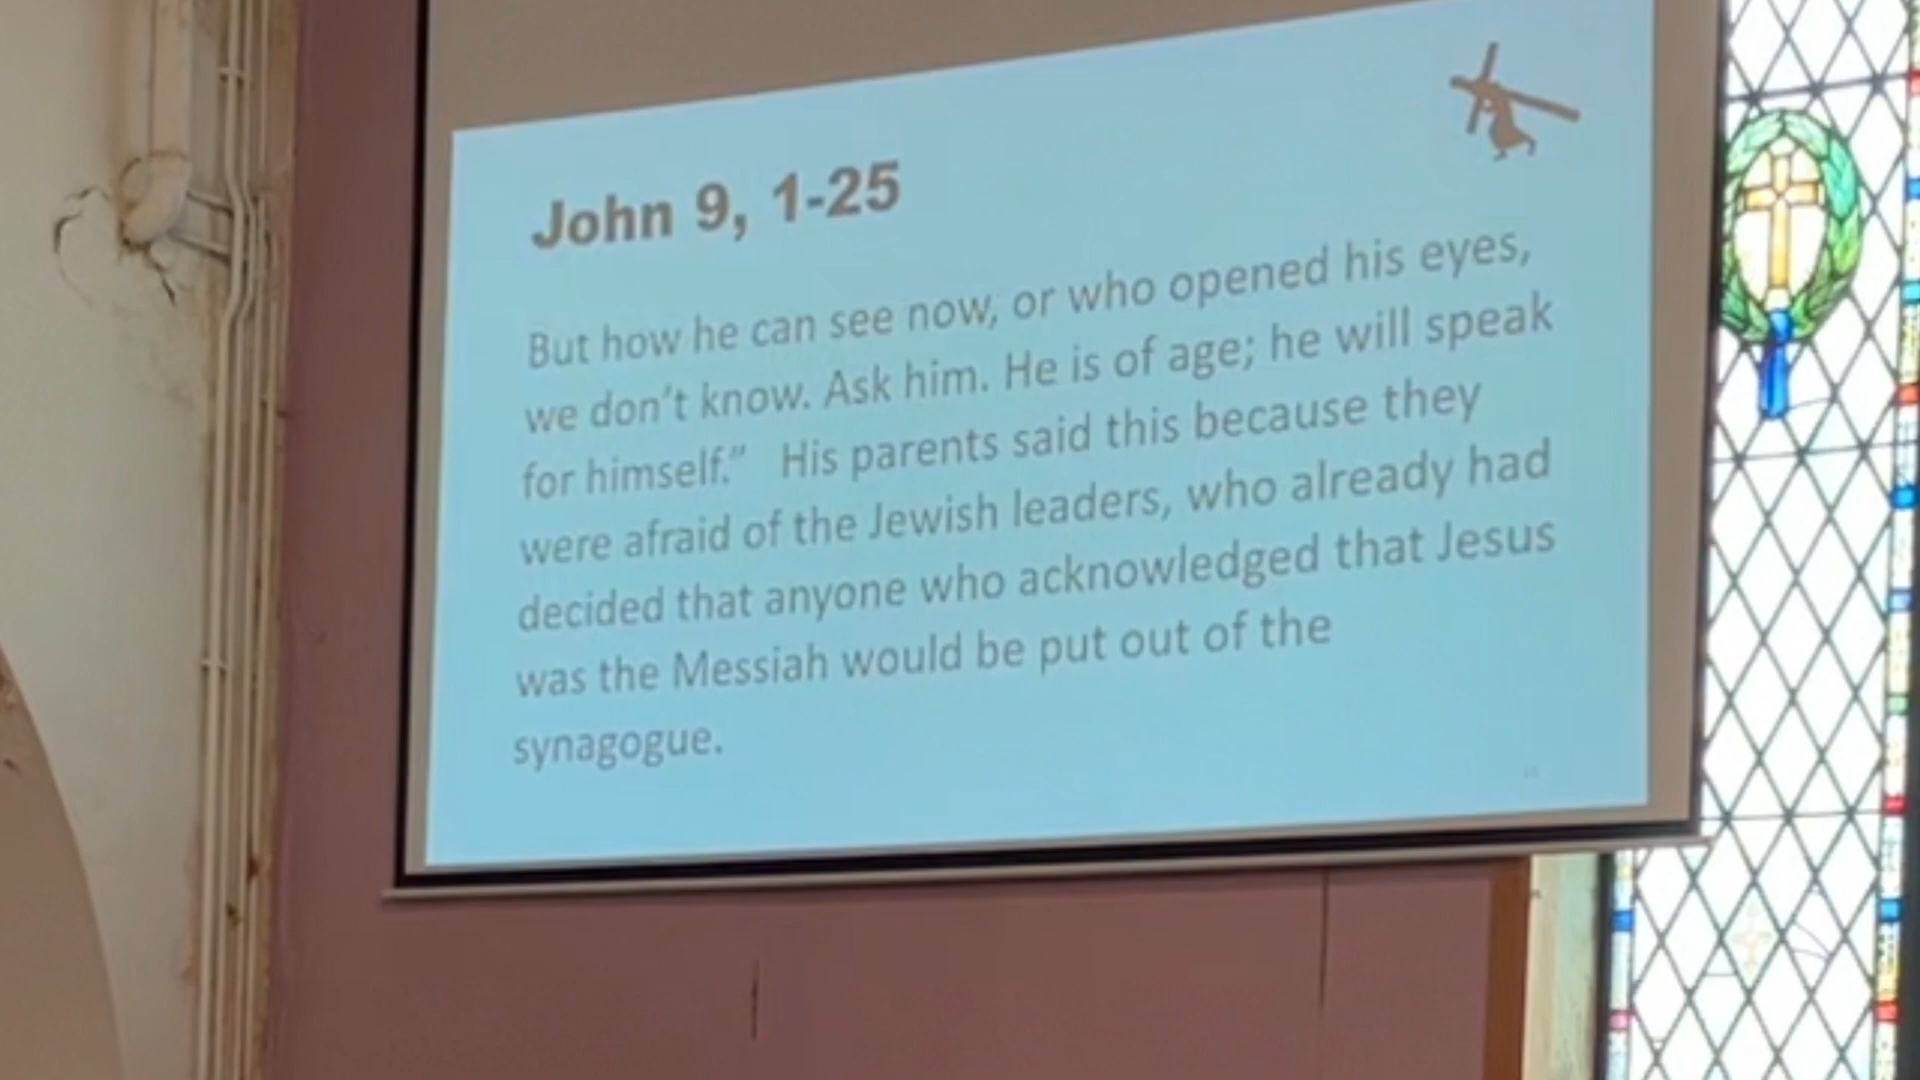 John 9, 1-25
But how he can see now, or who opened his eyes,
we don't know. Ask him. He is of age; he will speak
for himself."   His parents said this because they
were afraid of the Jewish leaders, who already had
decided that anyone who acknowledged that Jesus
was the Messiah would be put out of the
synagogue.